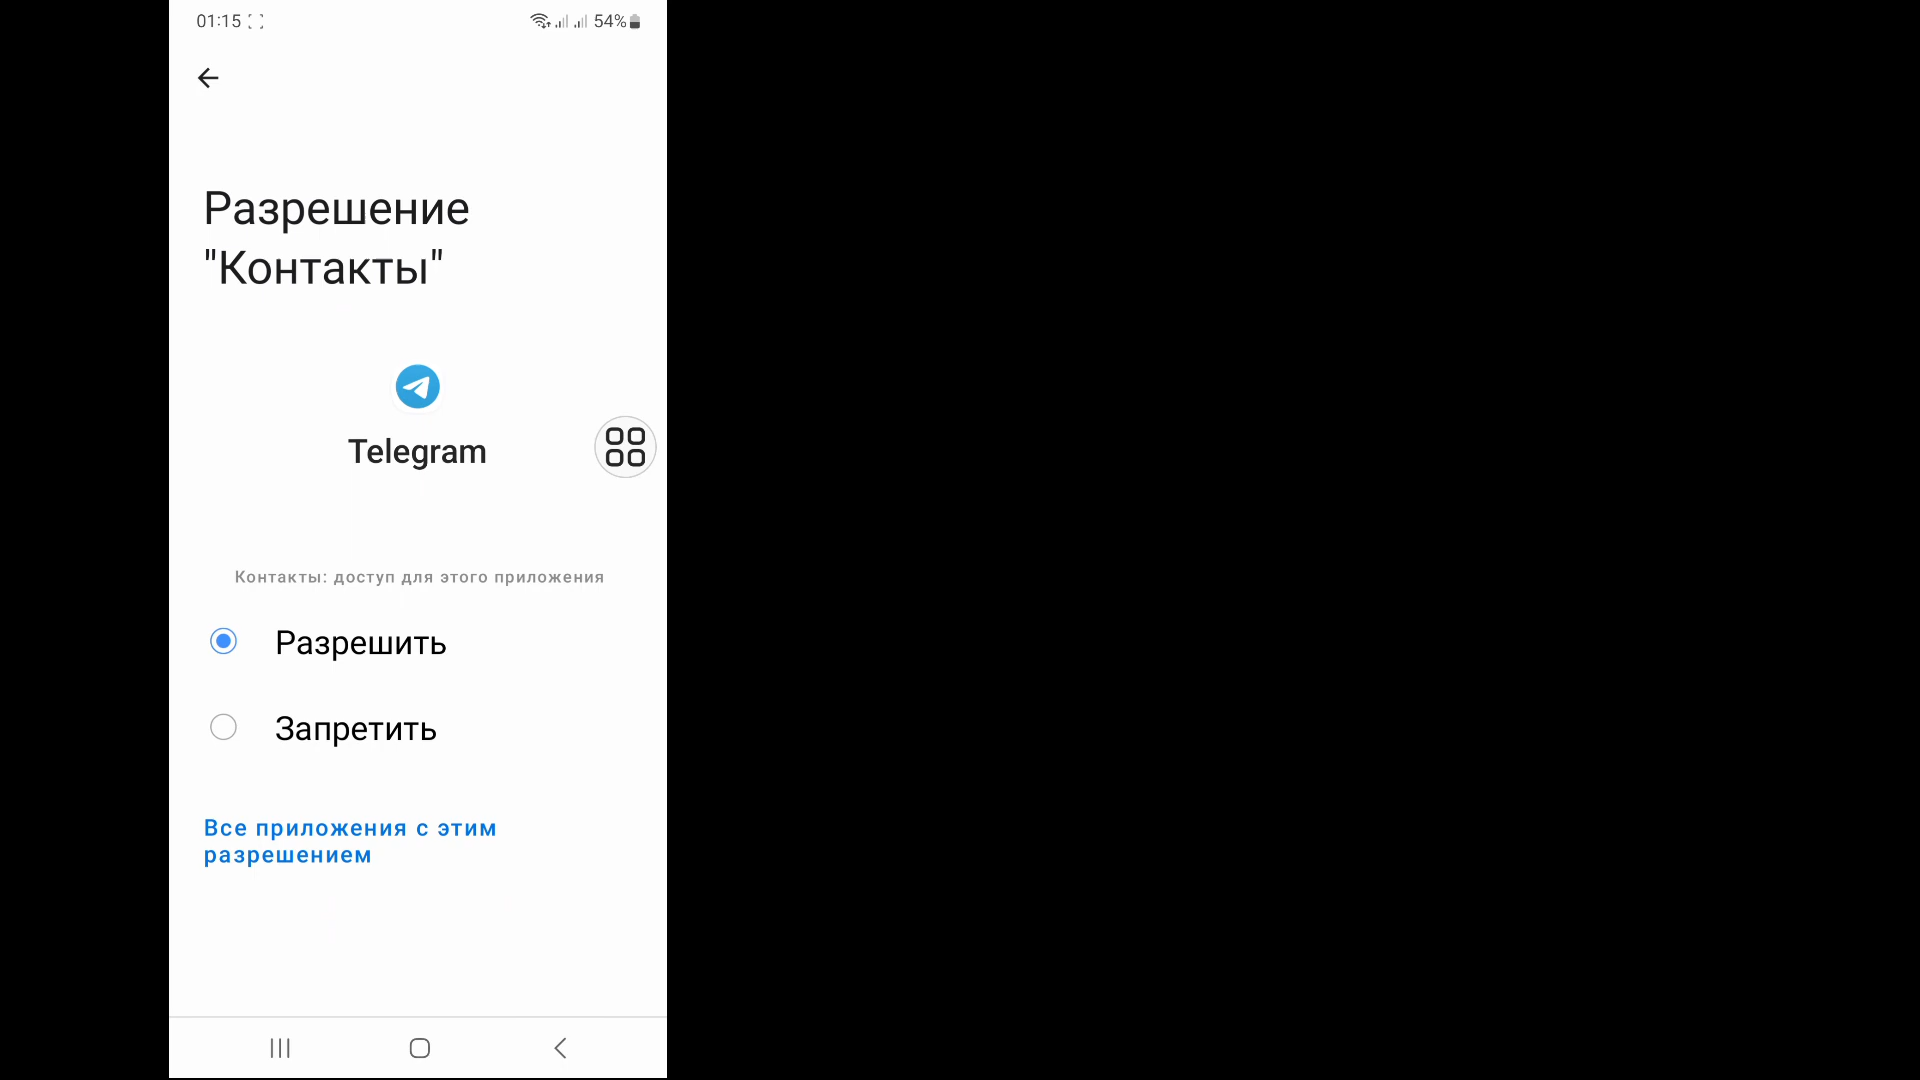 01:15 54%
Разрешение
"Контакты"
Telegram
Контакты: доступ для этого приложения
Разрешить
Запретить
Все приложения с этим
разрешением